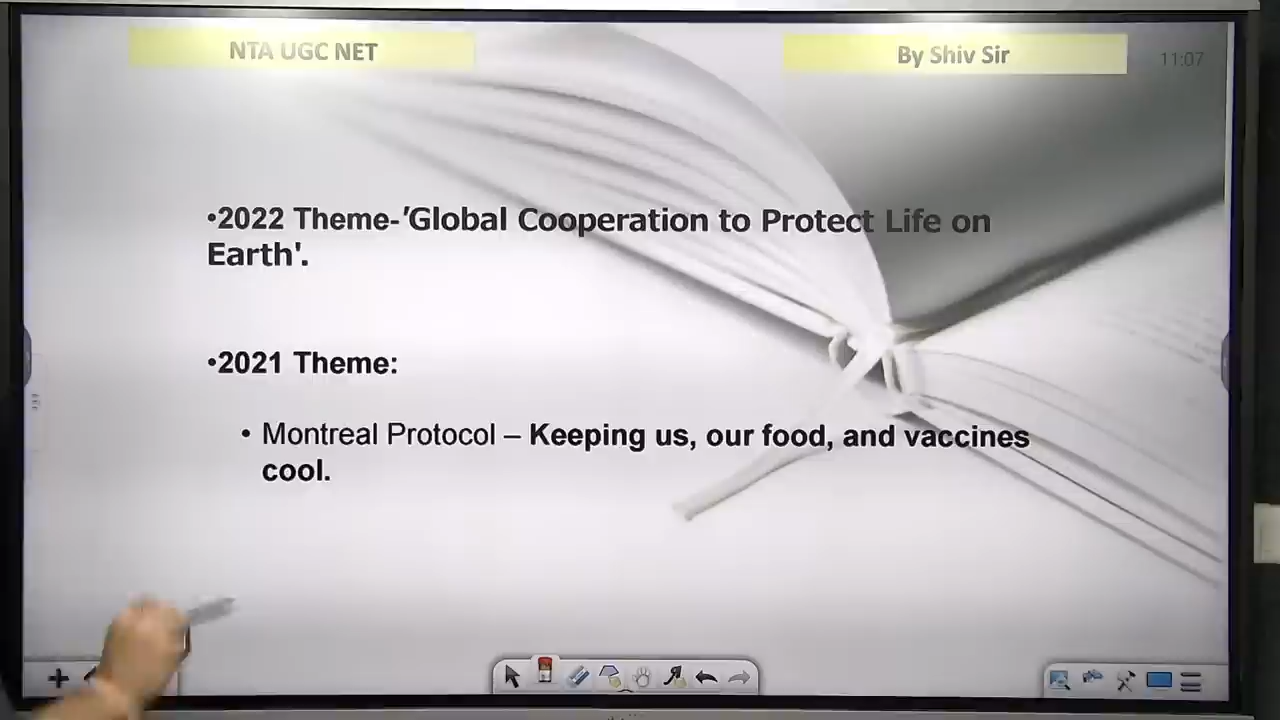 NTA UGC NET
By Shiv Sir
11:07
•2022 Theme-'Global Cooperation to Protect Life on
Earth'.
•2021 Theme:
• Montreal Protocol – Keeping us, our food, and vaccines
cool.